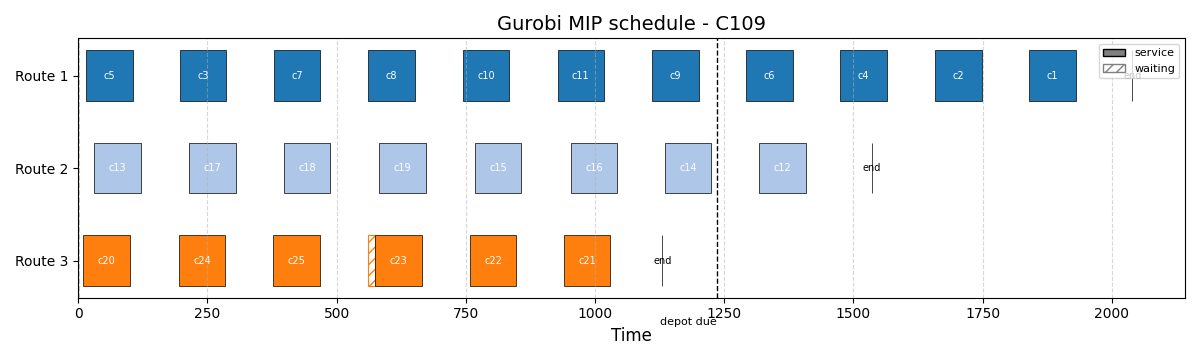 Gurobi MIP schedule - C109
service
waiting
Route 1
c5 c3 c7 c8 c10 c11 c9 c6 c4 c2 c1 end
Route 2
c13 c17 c18 c19 c15 c16 c14 c12 end
Route 3
c20 c24 c25 c23 c22 c21 end
0 250 500 750 1000 1250 1500 1750 2000
depot due
Time